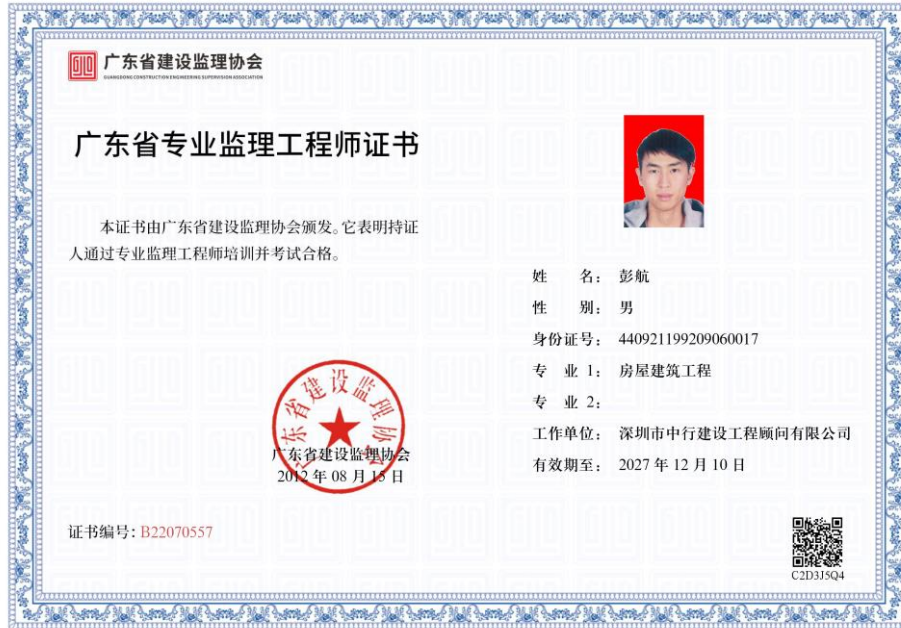 广东省建设监理协会
GUANGDONG CONSTRUCTION ENGINEERING SUPERVISION ASSOCIATION
广东省专业监理工程师证书
本证书由广东省建设监理协会颁发。它表明持证
人通过专业监理工程师培训并考试合格。
姓 名： 彭航
性 别： 男
身份证号： 440921199209060017
专 业 1： 房屋建筑工程
专 业 2：
工作单位： 深圳市中行建设工程顾问有限公司
有效期至： 2027 年 12 月 10 日
广东省建设监理协会
广东省建设监理协会
2012 年 08 月 15 日
证书编号：B22070557
C2D3J5Q4